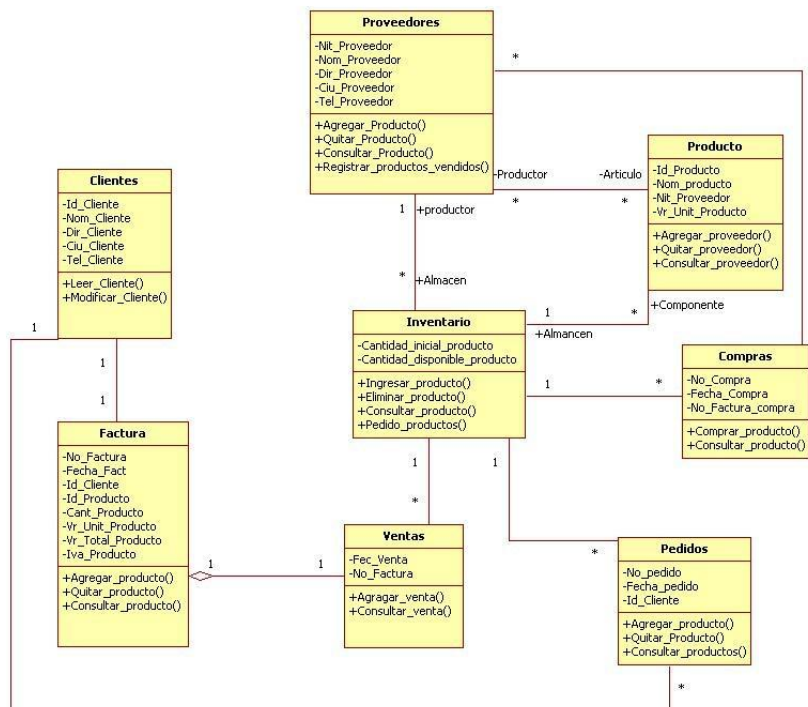 Proveedores
-Nit_Proveedor
-Nom_Proveedor
-Dir_Proveedor
-Ciu_Proveedor
-Tel_Proveedor
+Agregar_Producto()
+Quitar_Producto()
+Consultar_Producto()
+Registrar_productos_vendidos()
*
Producto
-Id_Producto
-Nom_producto
-Nit_Proveedor
-Vr_Unit_Producto
+Agregar_proveedor()
+Quitar_proveedor()
+Consultar_proveedor()
-Productor
-Articulo
*
*
Clientes
-Id_Cliente
-Nom_Cliente
-Dir_Cliente
-Ciu_Cliente
-Tel_Cliente
+Leer_Cliente()
+Modificar_Cliente()
1
+productor
*
+Almacen
+Componente
1
*
+Almancen
1
Inventario
-Cantidad_inicial_producto
-Cantidad_disponible_producto
+Ingresar_producto()
+Eliminar_producto()
+Consultar_producto()
+Pedido_productos()
Compras
-No_Compra
-Fecha_Compra
-No_Factura_compra
+Comprar_producto()
+Consultar_producto()
1
*
1
1
Factura
-No_Factura
-Fecha_Fact
-Id_Cliente
-Id_Producto
-Cant_Producto
-Vr_Unit_Producto
-Vr_Total_Producto
-Iva_Producto
+Agregar_producto()
+Quitar_producto()
+Consultar_producto()
1
1
*
1
1
*
Ventas
-Fec_Venta
-No_Factura
+Agragar_venta()
+Consultar_venta()
Pedidos
-No_pedido
-Fecha_pedido
-Id_Cliente
+Agregar_producto()
+Quitar_Producto()
+Consultar_productos()
*